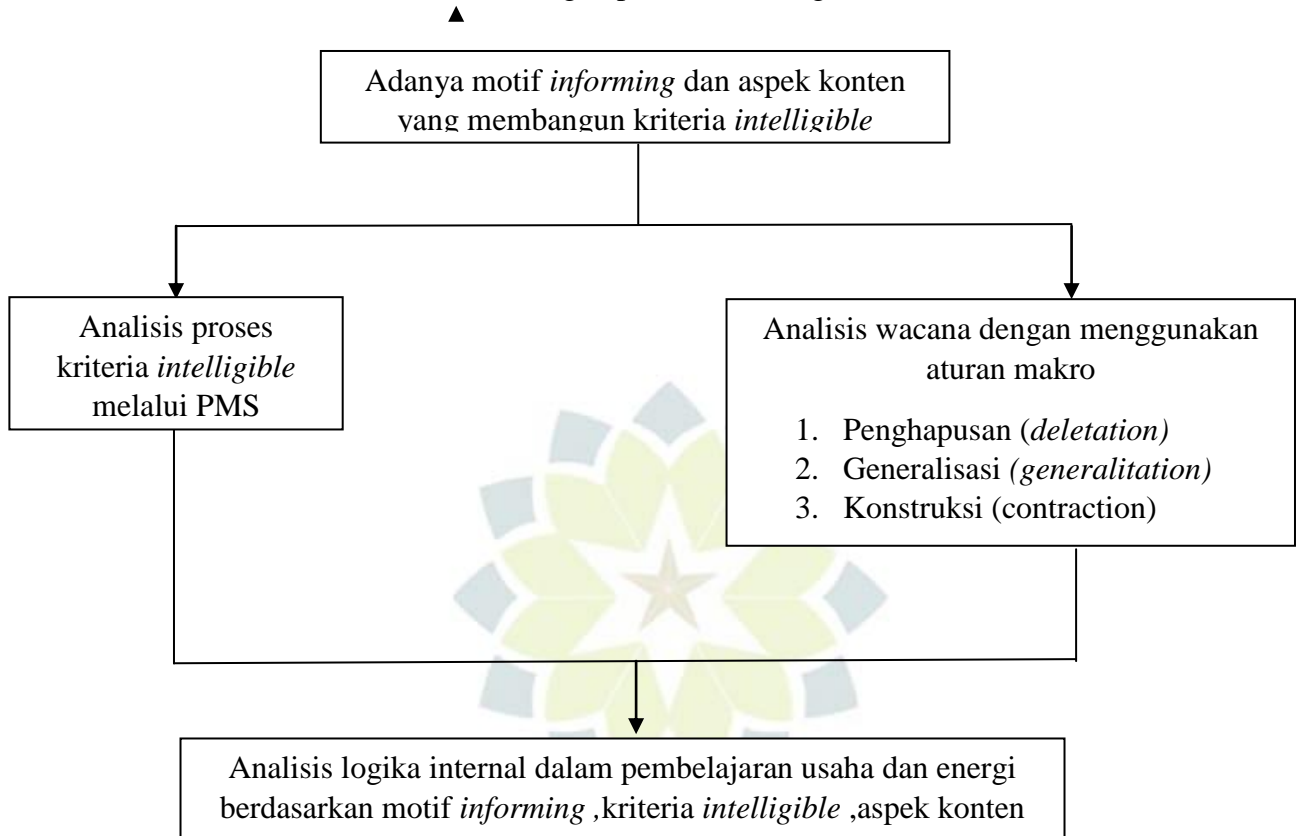 Adanya motif informing dan aspek konten
yang membangun kriteria intelligible
Analisis proses
kriteria intelligible
melalui PMS
Analisis wacana dengan menggunakan
aturan makro
1. Penghapusan (deletation)
2. Generalisasi (generalitation)
3. Konstruksi (contraction)
Analisis logika internal dalam pembelajaran usaha dan energi
berdasarkan motif informing ,kriteria intelligible ,aspek konten